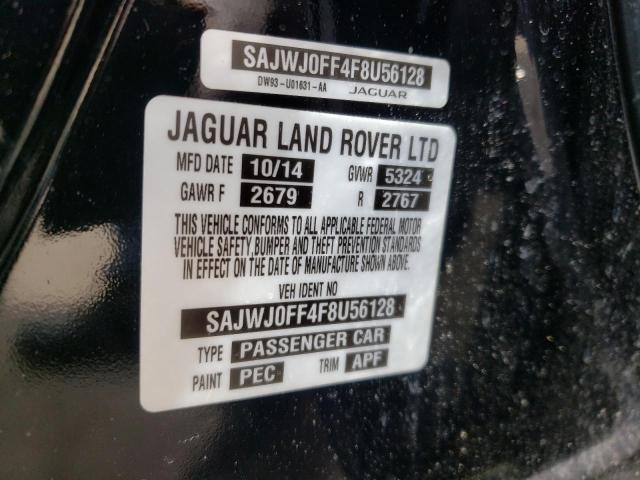 SAJWJ0FF4F8U56128
DW93-U01631-AA JAGUAR
JAGUAR LAND ROVER LTD
MFD DATE 10/14 GVWR 5324
GAWR F 2679 R 2767
THIS VEHICLE CONFORMS TO ALL APPLICABLE FEDERAL MOTOR
VEHICLE SAFETY BUMPER AND THEFT PREVENTION STANDARDS
IN EFFECT ON THE DATE OF MANUFACTURE SHOWN ABOVE.
VEH IDENT NO
SAJWJ0FF4F8U56128
TYPE PASSENGER CAR
PAINT PEC TRIM APF